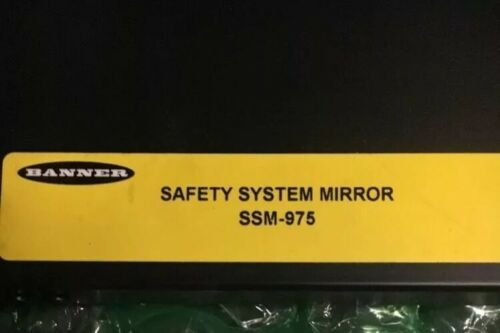 BANNER
SAFETY SYSTEM MIRROR
SSM-975